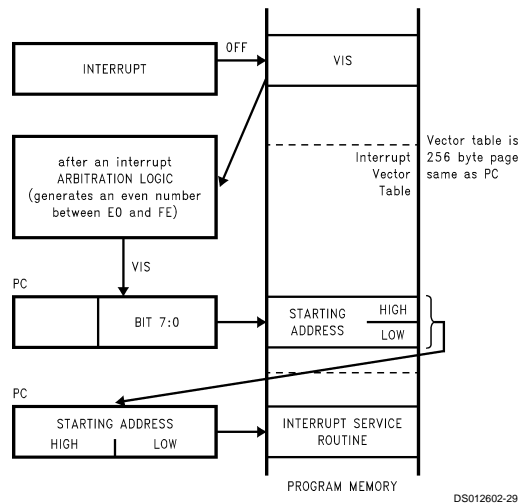 INTERRUPT
OFF
VIS
after an interrupt
ARBITRATION LOGIC
(generates an even number
between E0 and FE)
Interrupt
Vector
Table
Vector table is
256 byte page
same as PC
VIS
PC
BIT 7:0
STARTING
ADDRESS
HIGH
LOW
PC
STARTING ADDRESS
HIGH
LOW
INTERRUPT SERVICE
ROUTINE
PROGRAM MEMORY
DS012602-29